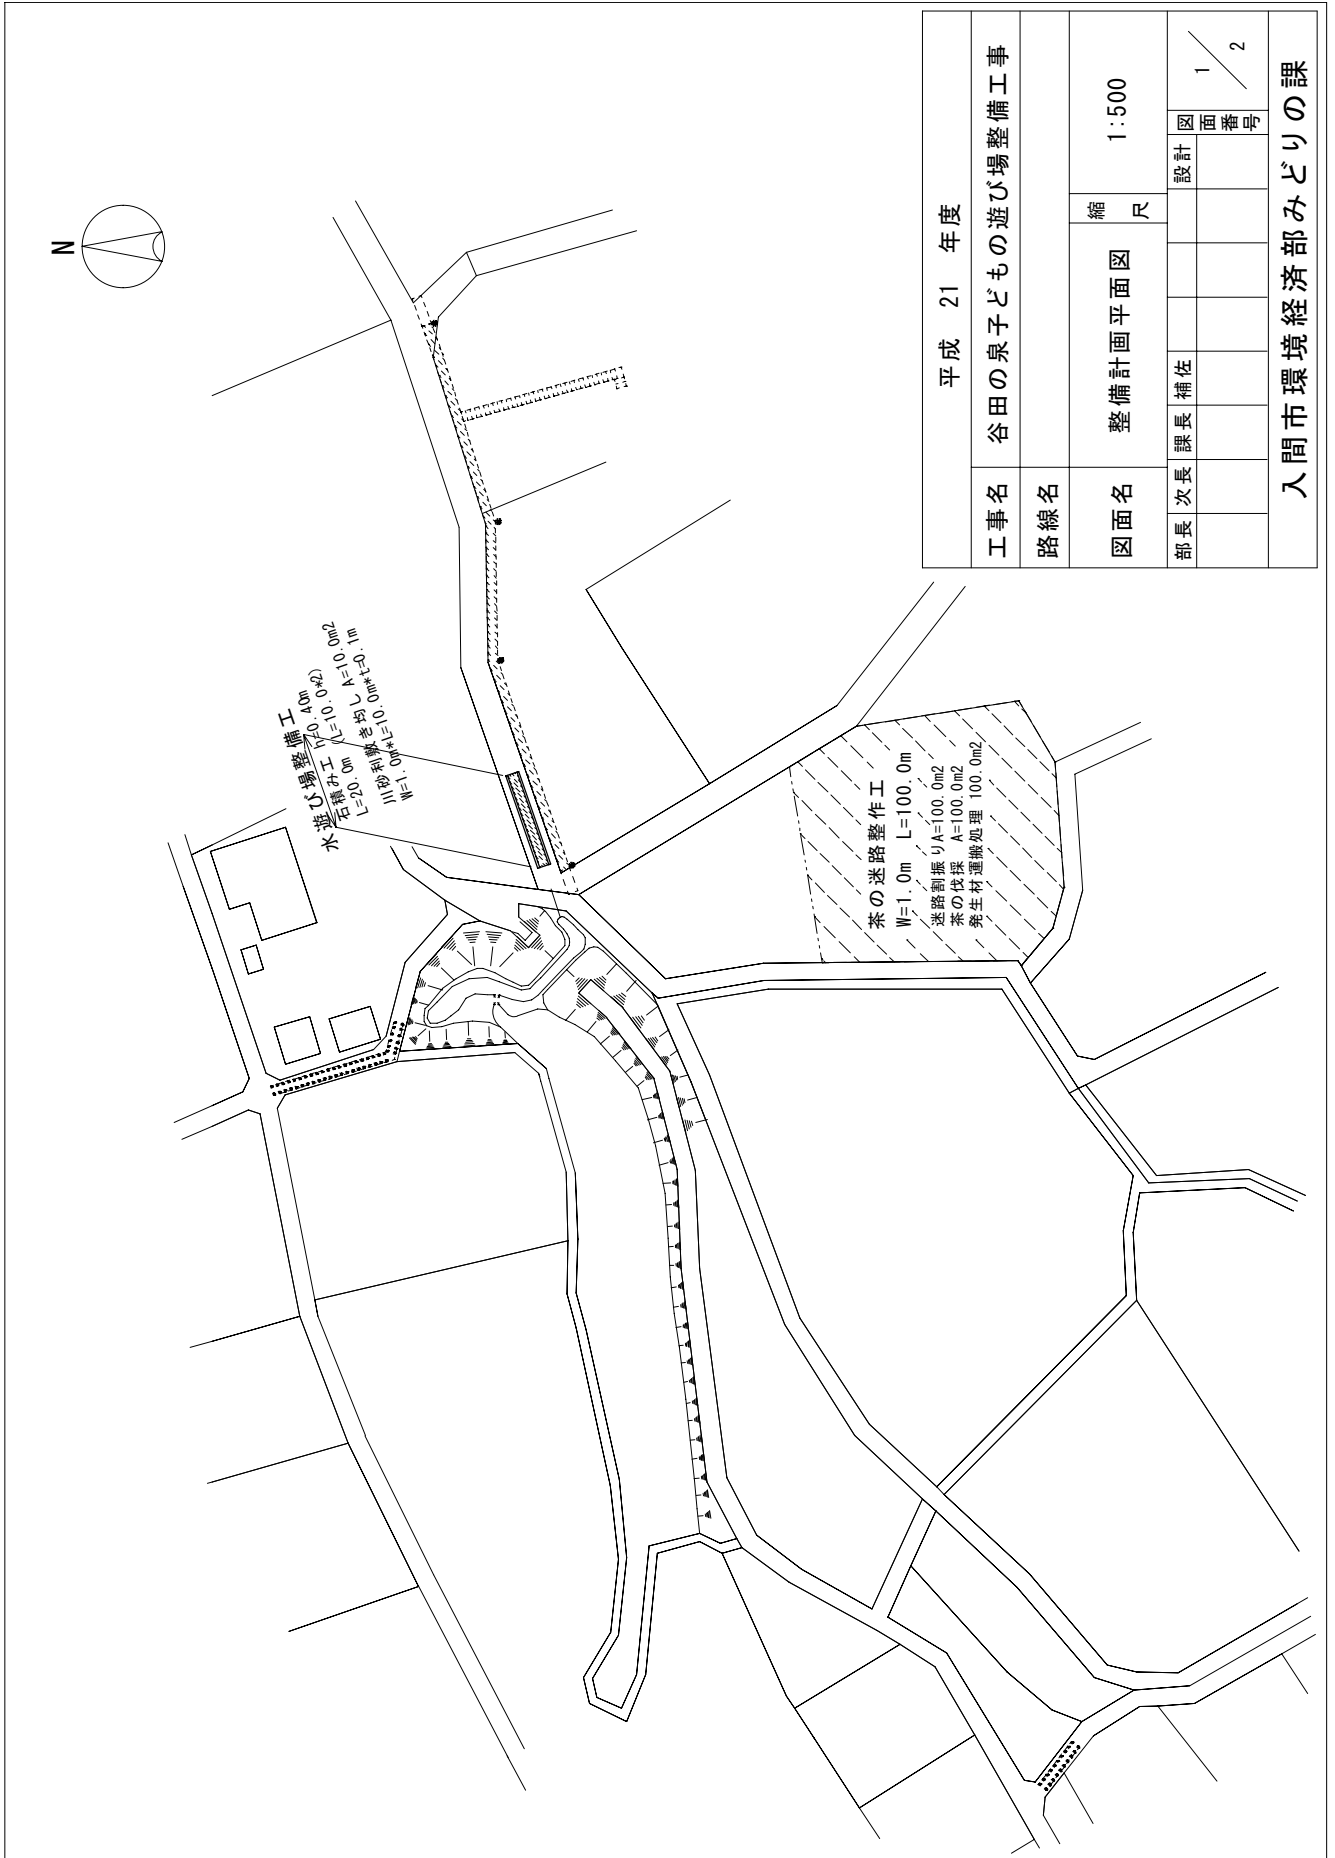 N
水遊び場整備工
石積み工 h=0.40m
L=20.0m (L=10.0*2)
川砂利敷き均し A=10.0m2
W=1.0m*L=10.0m*t=0.1m
茶の迷路整作工
W=1.0m L=100.0m
迷路割振りA=100.0m2
茶の伐採 A=100.0m2
発生材運搬処理 100.0m2
平成 21 年度
工事名 谷田の泉子どもの遊び場整備工事
路線名
図面名 整備計画平面図 縮尺 1:500
部長 次長 課長 補佐 設計 図面番号 1/2
入間市環境経済部みどりの課